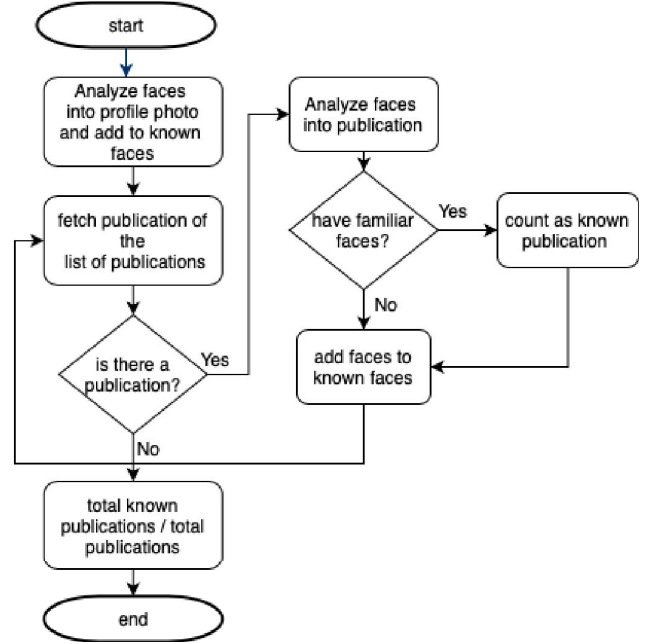 start
Analyze faces
into profile photo
and add to known
faces
fetch publication of
the
list of publications
is there a
publication?
Yes
No
total known
publications / total
publications
end
Analyze faces
into publication
have familiar
faces?
Yes
No
count as known
publication
add faces to
known faces